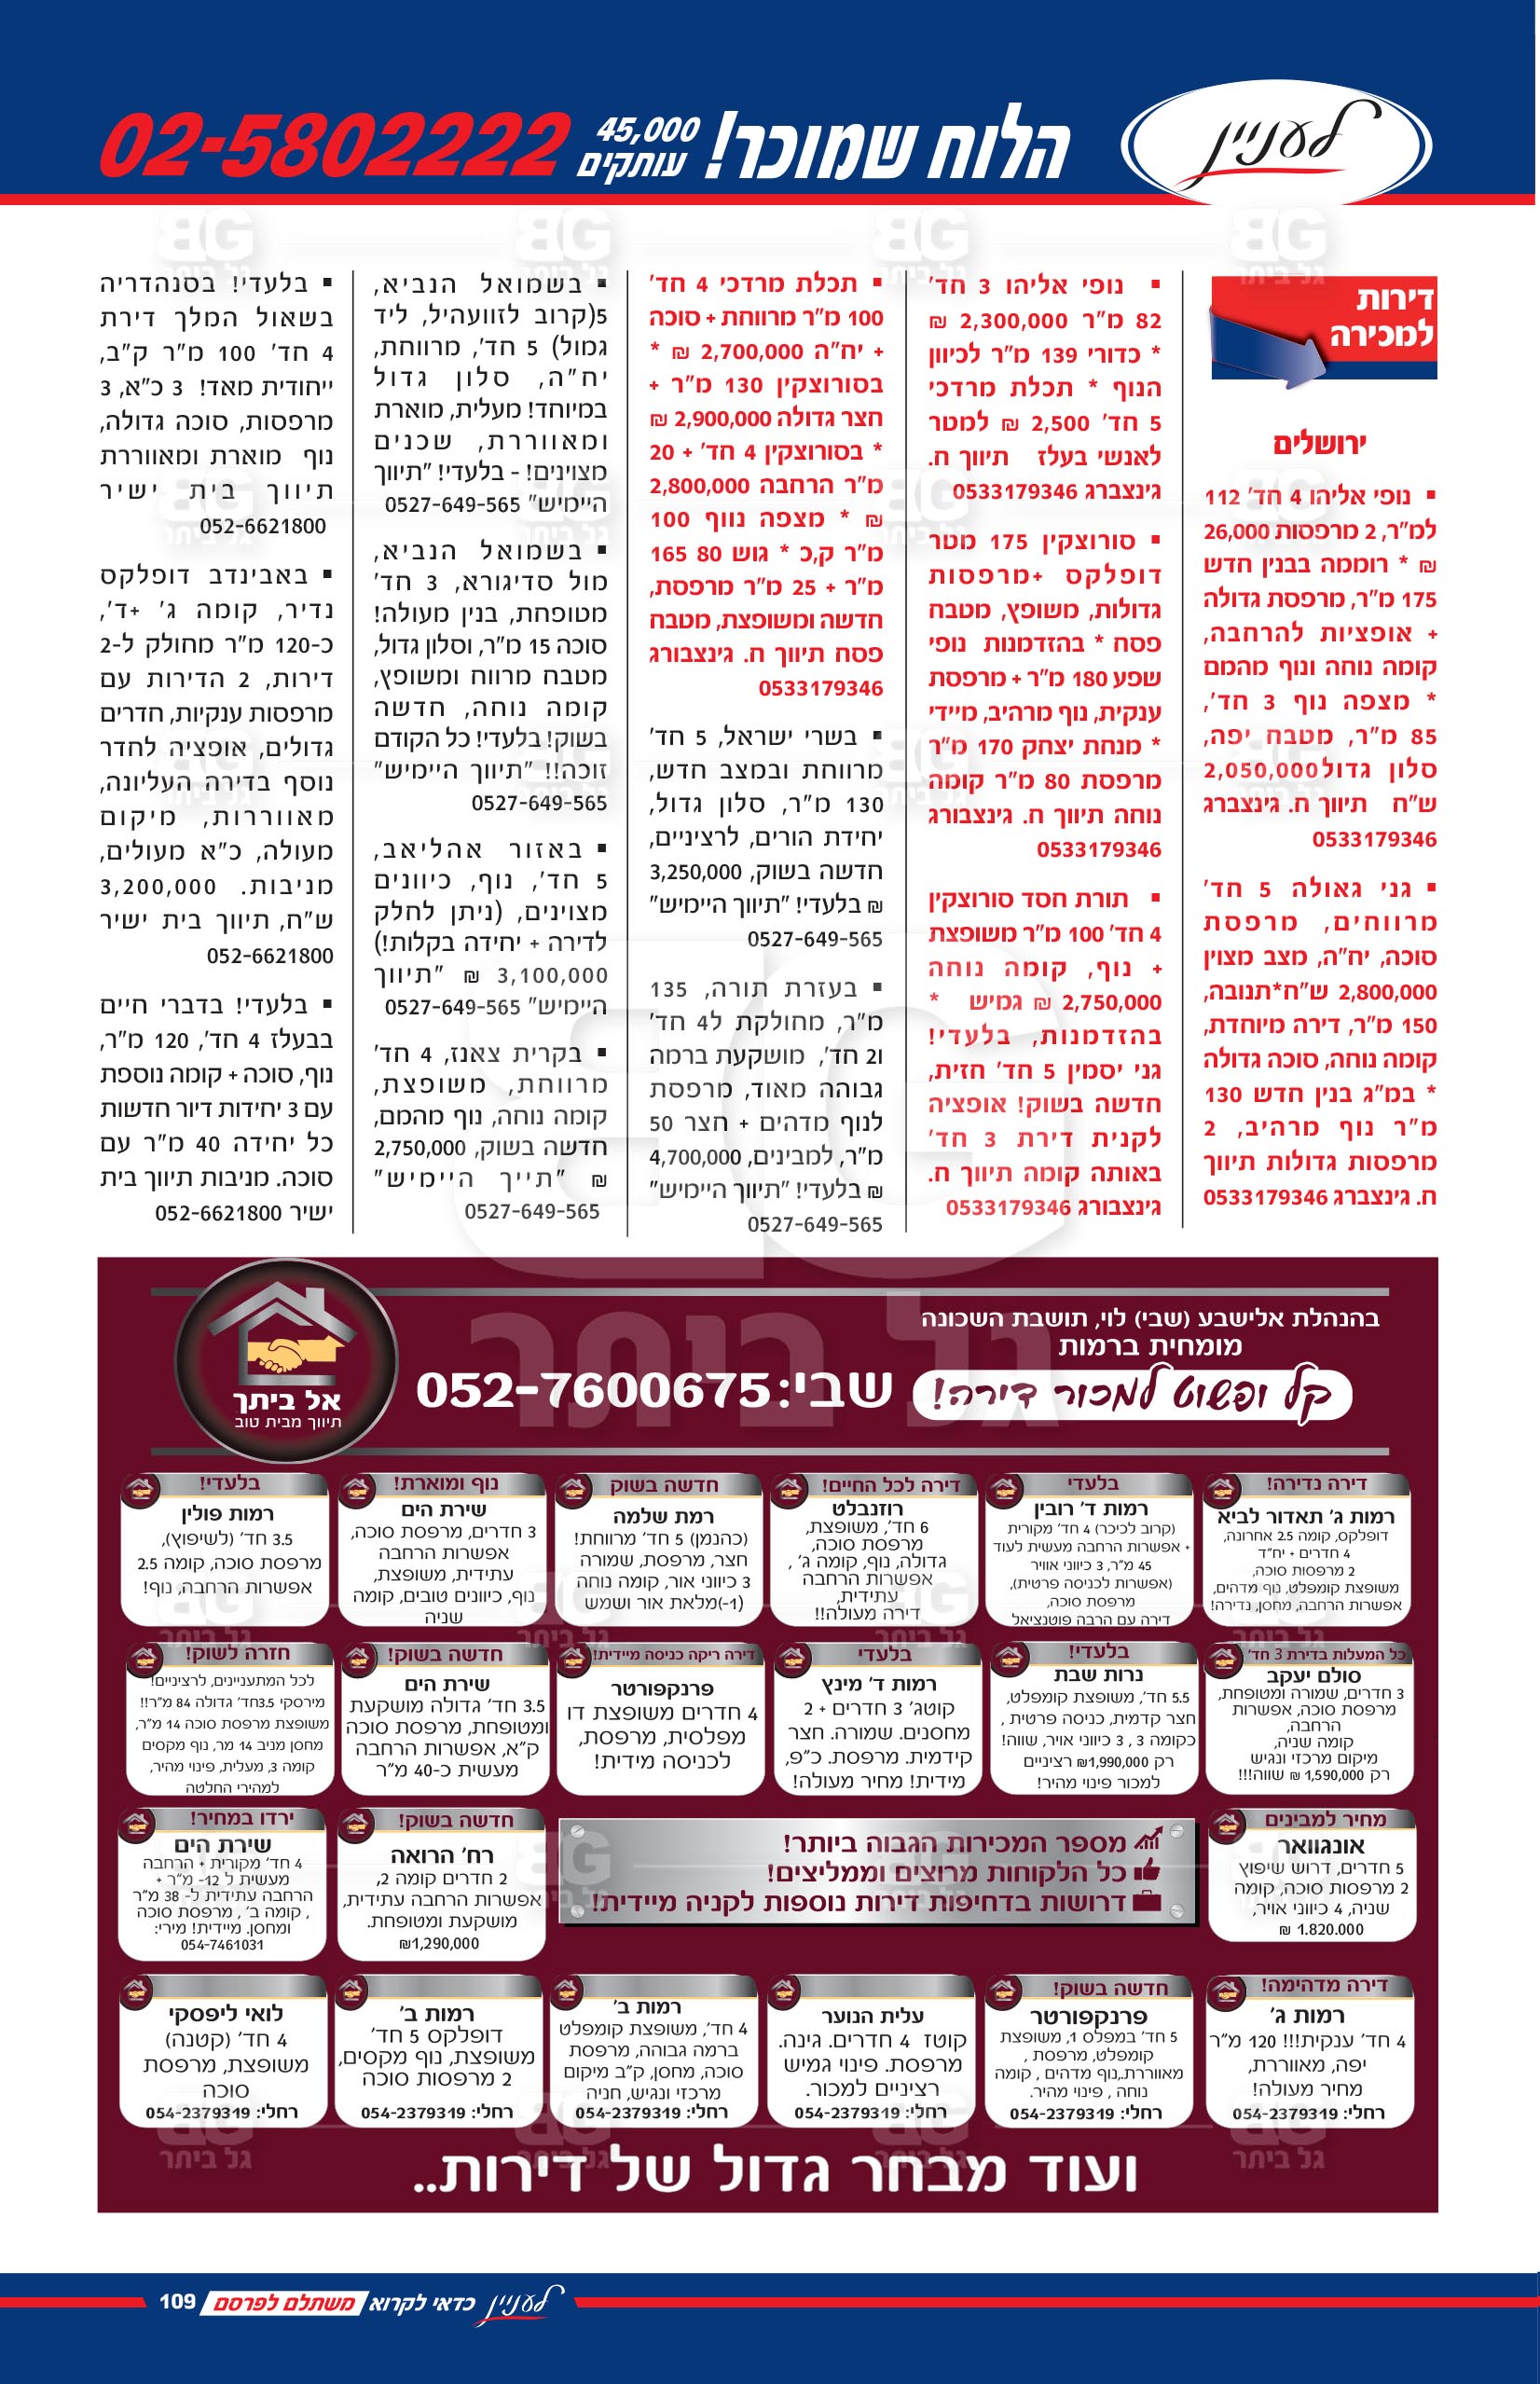 לעניין
הלוח שמוכר!
45,000
עותקים
02-5802222
דירות
למכירה
ירושלים
▪ נופי אליהו 4 חד' 112
למ"ר, 2 מרפסות 26,000
₪ * רוממה בבנין חדש
175 מ"ר, מרפסת גדולה
+ אופציות להרחבה,
קומה נוחה ונוף מהמם
* מצפה נוף 3 חד',
85 מ"ר, מטבח יפה,
סלון גדול2,050,000
ש"ח תיווך ח. גינצברג
0533179346
▪ גני גאולה 5 חד'
מרווחים, מרפסת
סוכה, יח"ה, מצב מצוין
2,800,000 ש"ח*תנובה,
150 מ"ר, דירה מיוחדת,
קומה נוחה, סוכה גדולה
* במ"ג בנין חדש 130
מ"ר נוף מרהיב, 2
מרפסות גדולות תיווך
ח. גינצברג 0533179346
▪ נופי אליהו 3 חד'
82 מ"ר 2,300,000 ₪
* כדורי 139 מ"ר לכיוון
הנוף * תכלת מרדכי
5 חד' 2,500 ₪ למטר
לאנשי בעלז תיווך ח.
גינצברג 0533179346
▪ סורוצקין 175 מטר
דופלקס +מרפסות
גדולות, משופץ, מטבח
פסח * בהזדמנות נופי
שפע 180 מ"ר + מרפסת
ענקית, נוף מרהיב, מיידי
* מנחת יצחק 170 מ"ר
מרפסת 80 מ"ר קומה
נוחה תיווך ח. גינצבורג
0533179346
▪ תורת חסד סורוצקין
4 חד' 100 מ"ר משופצת
+ נוף, קומה נוחה
2,750,000 ₪ גמיש *
בהזדמנות, בלעדי!
גני יסמין 5 חד' חזית,
חדשה בשוק! אופציה
לקנית דירת 3 חד'
באותה קומה תיווך ח.
גינצבורג 0533179346
▪ תכלת מרדכי 4 חד'
100 מ"ר מרווחת + סוכה
+ יח"ה 2,700,000 ₪ *
בסורוצקין 130 מ"ר +
חצר גדולה 2,900,000 ₪
* בסורוצקין 4 חד' + 20
מ"ר הרחבה 2,800,000
₪ * מצפה נווף 100
מ"ר ק,כ * גוש 80 165
מ"ר + 25 מ"ר מרפסת,
חדשה ומשופצת, מטבח
פסח תיווך ח. גינצבורג
0533179346
▪ בשרי ישראל, 5 חד'
מרווחת ובמצב חדש,
130 מ"ר, סלון גדול,
יחידת הורים, לרציניים,
חדשה בשוק, 3,250,000
₪ בלעדי! "תיווך היימיש"
0527-649-565
▪ בעזרת תורה, 135
מ"ר, מחולקת ל4 חד'
ו2 חד', מושקעת ברמה
גבוהה מאוד, מרפסת
לנוף מדהים + חצר 50
מ"ר, למבינים, 4,700,000
₪ בלעדי! "תיווך היימיש"
0527-649-565
▪ בשמואל הנביא,
5(קרוב לזוועהיל, ליד
גמול) 5 חד', מרווחת,
יח"ה, סלון גדול
במיוחד! מעלית, מוארת
ומאווררת, שכנים
מצוינים! - בלעדי! "תיווך
היימיש" 0527-649-565
▪ בשמואל הנביא,
מול סדיגורא, 3 חד'
מטופחת, בנין מעולה!
סוכה 15 מ"ר, וסלון גדול,
מטבח מרווח ומשופץ,
קומה נוחה, חדשה
בשוק! בלעדי! כל הקודם
זוכה!! "תיווך היימיש"
0527-649-565
▪ באזור אהליאב,
5 חד', נוף, כיוונים
מצוינים, (ניתן לחלק
לדירה + יחידה בקלות!)
3,100,000 ₪ "תיווך
היימיש" 0527-649-565
▪ בקרית צאנז, 4 חד'
מרווחת, משופצת,
קומה נוחה, נוף מהמם,
חדשה בשוק, 2,750,000
₪ "תייך היימיש"
0527-649-565
▪ בלעדי! בסנהדריה
בשאול המלך דירת
4 חד' 100 מ"ר ק"ב,
ייחודית מאד! 3 כ"א, 3
מרפסות, סוכה גדולה,
נוף מוארת ומאווררת
תיווך בית ישיר
052-6621800
▪ באבינדב דופלקס
נדיר, קומה ג' +ד',
כ-120 מ"ר מחולק ל-2
דירות, 2 הדירות עם
מרפסות ענקיות, חדרים
גדולים, אופציה לחדר
נוסף בדירה העליונה,
מאווררות, מיקום
מעולה, כ"א מעולים,
מניבות. 3,200,000
ש"ח, תיווך בית ישיר
052-6621800
▪ בלעדי! בדברי חיים
בבעלז 4 חד', 120 מ"ר,
נוף, סוכה + קומה נוספת
עם 3 יחידות דיור חדשות
כל יחידה 40 מ"ר עם
סוכה. מניבות תיווך בית
ישיר 052-6621800
בהנהלת אלישבע (שבי) לוי, תושבת השכונה
מומחית ברמות
קל ופשוט למכור דירה!
שבי: 052-7600675
אל ביתך
תיווך מבית טוב
דירה נדירה!
רמות ג' תאדור לביא
דופלקס, קומה 2.5 אחרונה,
4 חדרים + יח"ד
2 מרפסות סוכה,
משופצת קומפלט, נוף מדהים,
אפשרות הרחבה, מחסן, נדירה!
בלעדי
רמות ד' רובין
(קרוב לכיכר) 4 חד' מקורית
+ אפשרות הרחבה מעשית לעוד
45 מ"ר, 3 כיווני אוויר
(אפשרות לכניסה פרטית),
מרפסת סוכה,
דירה עם הרבה פוטנציאל
דירה לכל החיים!
רוזנבלט
6 חד', משופצת,
מרפסת סוכה,
גדולה, נוף, קומה ג' ,
אפשרות הרחבה
עתידית,
דירה מעולה!!
חדשה בשוק
רמת שלמה
(כהנמן) 5 חד' מרווחת!
חצר, מרפסת, שמורה
3 כיווני אור, קומה נוחה
(1-)מלאת אור ושמש
נוף ומוארת!
שירת הים
3 חדרים, מרפסת סוכה,
אפשרות הרחבה
עתידית, משופצת,
נוף, כיוונים טובים, קומה
שניה
בלעדי!
רמות פולין
3.5 חד' (לשיפוץ),
מרפסת סוכה, קומה 2.5
אפשרות הרחבה, נוף!
כל המעלות בדירת 3 חד'
סולם יעקב
3 חדרים, שמורה ומטופחת,
מרפסת סוכה, אפשרות
הרחבה,
קומה שניה,
מיקום מרכזי ונגיש
רק 1,590,000 ₪ שווה!!!
בלעדי!
נרות שבת
5.5 חד', משופצת קומפלט,
חצר קדמית, כניסה פרטית ,
כקומה 3 , 3 כיווני אויר, שווה!
רק 1,990,000₪ רציניים
למכור פינוי מהיר!
בלעדי
רמות ד' מינץ
קוטג' 3 חדרים + 2
מחסנים. שמורה. חצר
קידמית. מרפסת. כ"פ,
מידית! מחיר מעולה!
דירה ריקה כניסה מיידית!
פרנקפורטר
4 חדרים משופצת דו
מפלסית, מרפסת,
לכניסה מידית!
חדשה בשוק!
שירת הים
3.5 חד' גדולה מושקעת
ומטופחת, מרפסת סוכה
ק"א, אפשרות הרחבה
מעשית כ-40 מ"ר
חזרה לשוק!
לכל המתעניינים, לרציניים!
מירסקי 3.5חד' גדולה 84 מ"ר!!
משופצת מרפסת סוכה 14 מ"ר,
מחסן מניב 14 מר, נוף מקסים
קומה 3, מעלית, פינוי מהיר,
למהירי החלטה
מחיר למבינים
אונגוואר
5 חדרים, דרוש שיפוץ
2 מרפסות סוכה, קומה
שניה, 4 כיווני אויר,
1.820.000 ₪
מספר המכירות הגבוה ביותר!
כל הלקוחות מרוצים וממליצים!
דרושות בדחיפות דירות נוספות לקניה מיידית!
חדשה בשוק!
רח' הרואה
2 חדרים קומה 2,
אפשרות הרחבה עתידית,
מושקעת ומטופחת.
1,290,000₪
ירדו במחיר!
שירת הים
4 חד' מקורית + הרחבה
מעשית ל 12- מ"ר +
הרחבה עתידית ל- 38 מ"ר
, קומה ב' , מרפסת סוכה
ומחסן. מיידית! מירי:
054-7461031
דירה מדהימה!
רמות ג'
4 חד' ענקית!!! 120 מ"ר
יפה, מאווררת,
מחיר מעולה!
רחלי: 054-2379319
חדשה בשוק!
פרנקפורטר
5 חד' במפלס 1, משופצת
קומפלט, מרפסת ,
מאווררת,,נוף מדהים , קומה
נוחה , פינוי מהיר.
רחלי: 054-2379319
עלית הנוער
קוטז 4 חדרים. גינה.
מרפסת. פינוי גמיש
רציניים למכור.
רחלי: 054-2379319
רמות ב'
4 חד', משופצת קומפלט
ברמה גבוהה, מרפסת
סוכה, מחסן, ק"ב מיקום
מרכזי ונגיש, חניה
רחלי: 054-2379319
רמות ב'
דופלקס 5 חד'
משופצת, נוף מקסים,
2 מרפסות סוכה
רחלי: 054-2379319
לואי ליפסקי
4 חד' (קטנה)
משופצת, מרפסת
סוכה
רחלי: 054-2379319
ועוד מבחר גדול של דירות..
לעניין כדאי לקרוא משתלם לפרסם 109
BG
גל ביתר